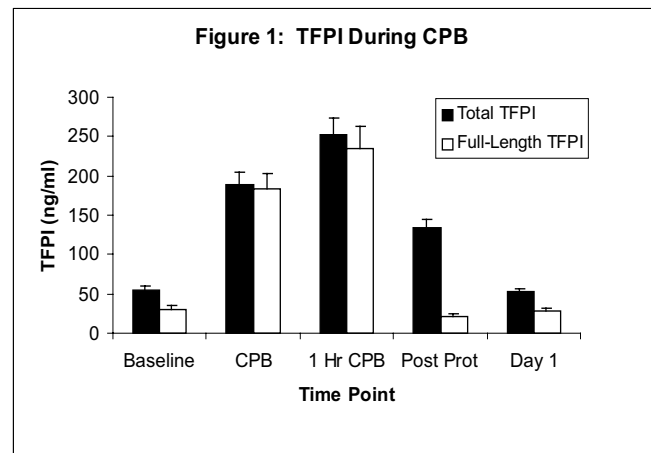 Figure 1: TFPI During CPB
300
250
200
150
100
50
0
TFPI (ng/ml)
Total TFPI
Full-Length TFPI
Baseline CPB 1 Hr CPB Post Prot Day 1
Time Point